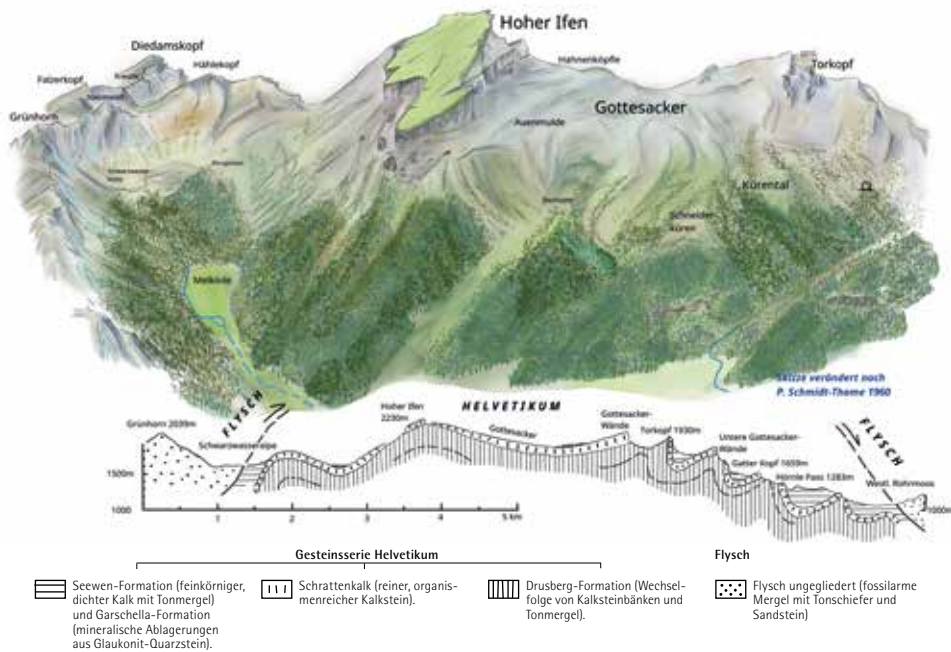 Hoher Ifen
Diedamskopf
Hählekopf
Falzerkopf
Grünhorn
Hahnenköpfle
Torkopf
Gottesacker
Auenmulde
Kürental
Schneider-
küren
Melköde
Skizze verändert nach
P. Schmidt-Thome 1960
FLYSCH
HELVETIKUM
FLYSCH
Grünhorn 2039m
Schwarzwasseralpe
Hoher Ifen
2230m
Gottesacker
Gottesacker-
Wände
Torkopf 1930m
Untere Gottesacker-
Wände
Gatter Kopf 1659m
Hörnle Pass 1283m
Westl. Rohrmoos
1500m
1000
1000m
1
2
3
4
5 km
Gesteinsserie Helvetikum
Flysch
Seewen-Formation (feinkörniger,
dichter Kalk mit Tonmergel)
und Garschella-Formation
(mineralische Ablagerungen
aus Glaukonit-Quarzstein).
Schrattenkalk (reiner, organis-
menreicher Kalkstein).
Drusberg-Formation (Wechsel-
folge von Kalksteinbänken und
Tonmergel).
Flysch ungegliedert (fossilarme
Mergel mit Tonschiefer und
Sandstein)